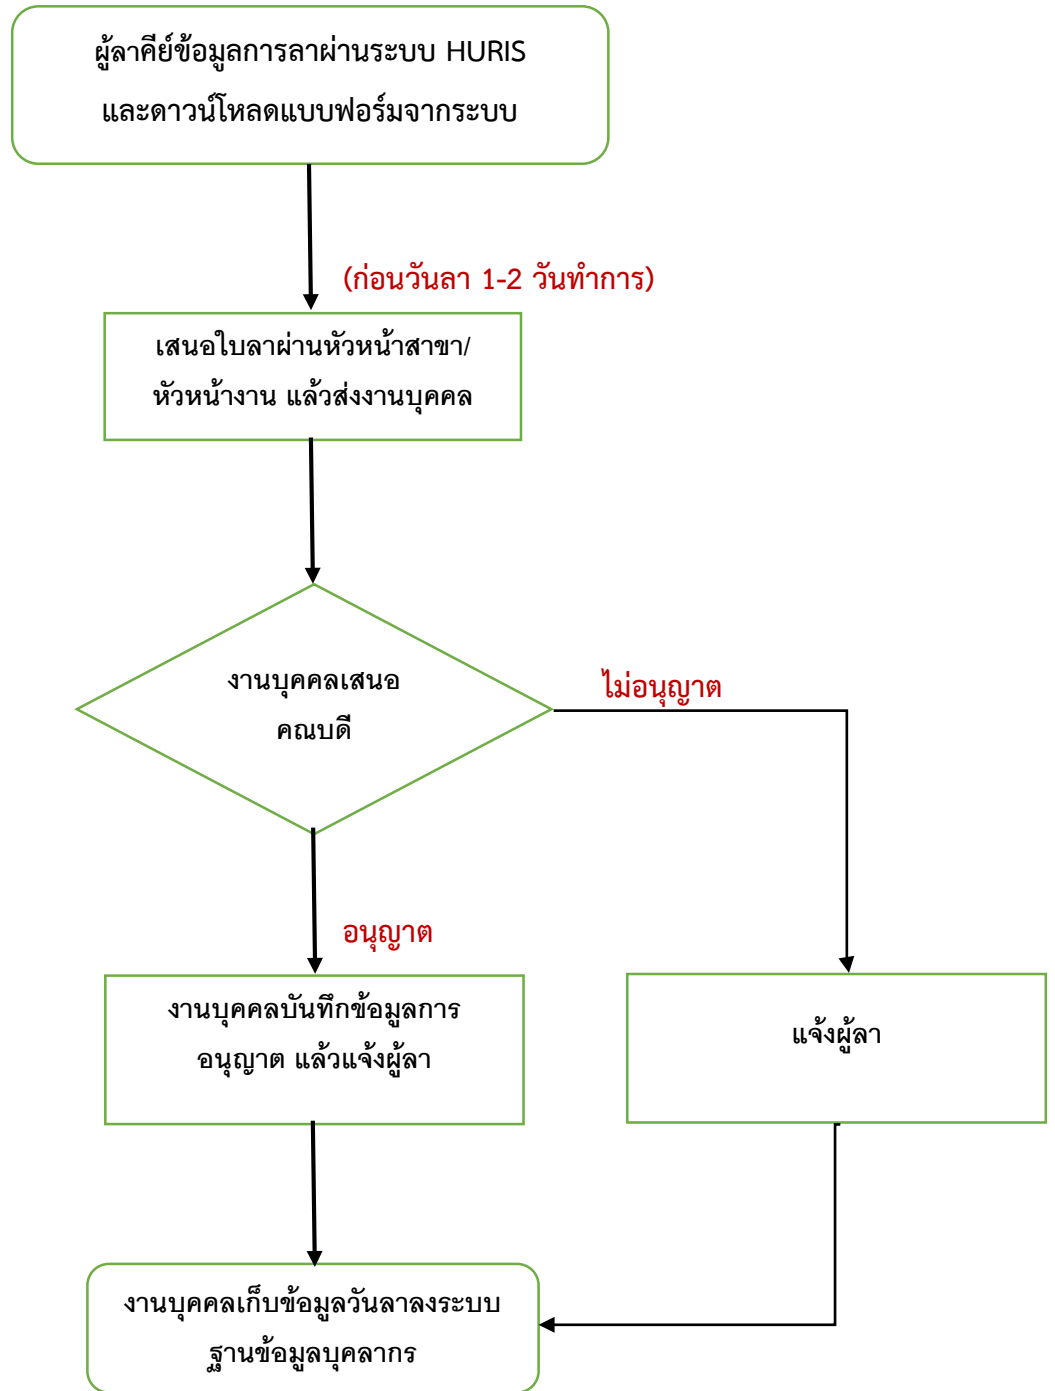 ผู้ลาคีย์ข้อมูลการลาผ่านระบบ HURIS
และดาวน์โหลดแบบฟอร์มจากระบบ
(ก่อนวันลา 1-2 วันทำการ)
เสนอใบลาผ่านหัวหน้าสาขา/
หัวหน้างาน แล้วส่งงานบุคคล
งานบุคคลเสนอ
คณบดี
ไม่อนุญาต
อนุญาต
งานบุคคลบันทึกข้อมูลการ
อนุญาต แล้วแจ้งผู้ลา
แจ้งผู้ลา
งานบุคคลเก็บข้อมูลวันลาลงระบบ
ฐานข้อมูลบุคลากร